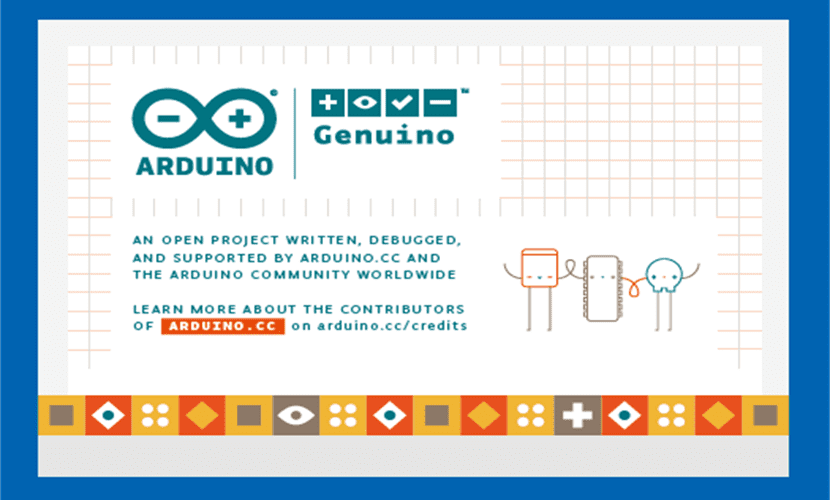 ARDUINO
Genuino™
AN OPEN PROJECT WRITTEN, DEBUGGED,
AND SUPPORTED BY ARDUINO.CC AND
THE ARDUINO COMMUNITY WORLDWIDE
LEARN MORE ABOUT THE CONTRIBUTORS
OF ARDUINO.CC on arduino.cc/credits